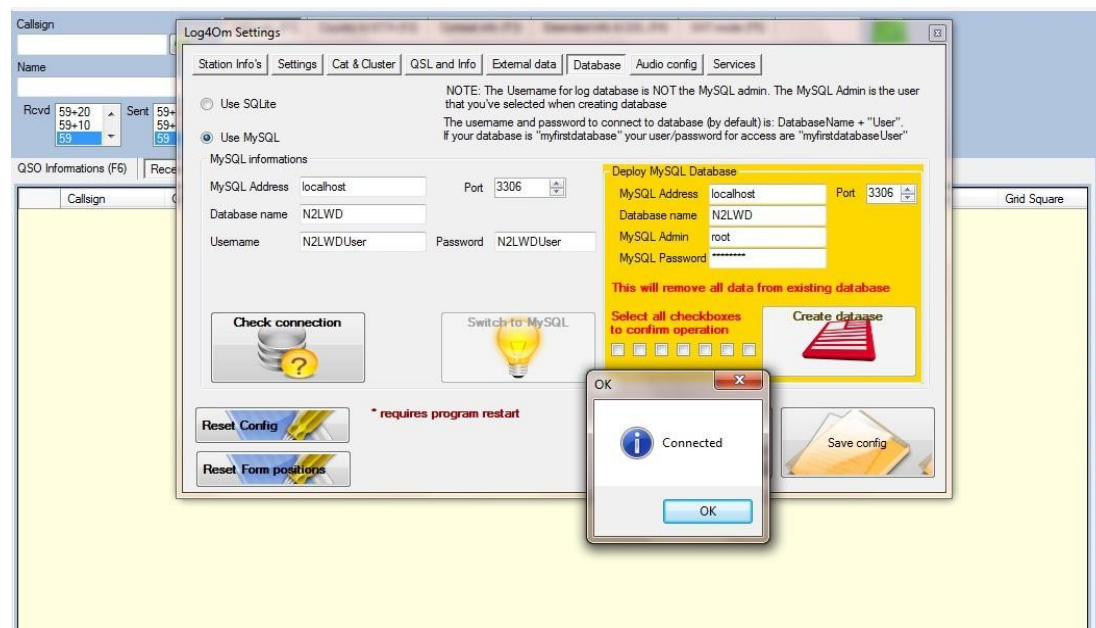 Callsign
Log4Om Settings
Name
Station Info's Settings Cat & Cluster QSL and Info External data Database Audio config Services
NOTE: The Username for log database is NOT the MySQL admin. The MySQL Admin is the user
that you've selected when creating database
Use SQLite
Rcvd 59+20 59+10 59 Sent 59+ 59+ 59
The username and password to connect to database (by default) is: DatabaseName + "User".
If your database is "myfirstdatabase" your user/password for access are "myfirstdatabaseUser"
Use MySQL
MySQL informations
QSO Informations (F6) Rece
Deploy MySQL Database
MySQL Address localhost Port 3306
MySQL Address localhost Port 3306
Callsign
Grid Square
Database name N2LWD
Database name N2LWD
Username N2LWDUser Password N2LWDUser
MySQL Admin root
MySQL Password ********
This will remove all data from existing database
Check connection
Switch to MySQL
Select all checkboxes
to confirm operation
Create dataase
OK
* requires program restart
Reset Config
Connected
Save config
Reset Form positions
OK